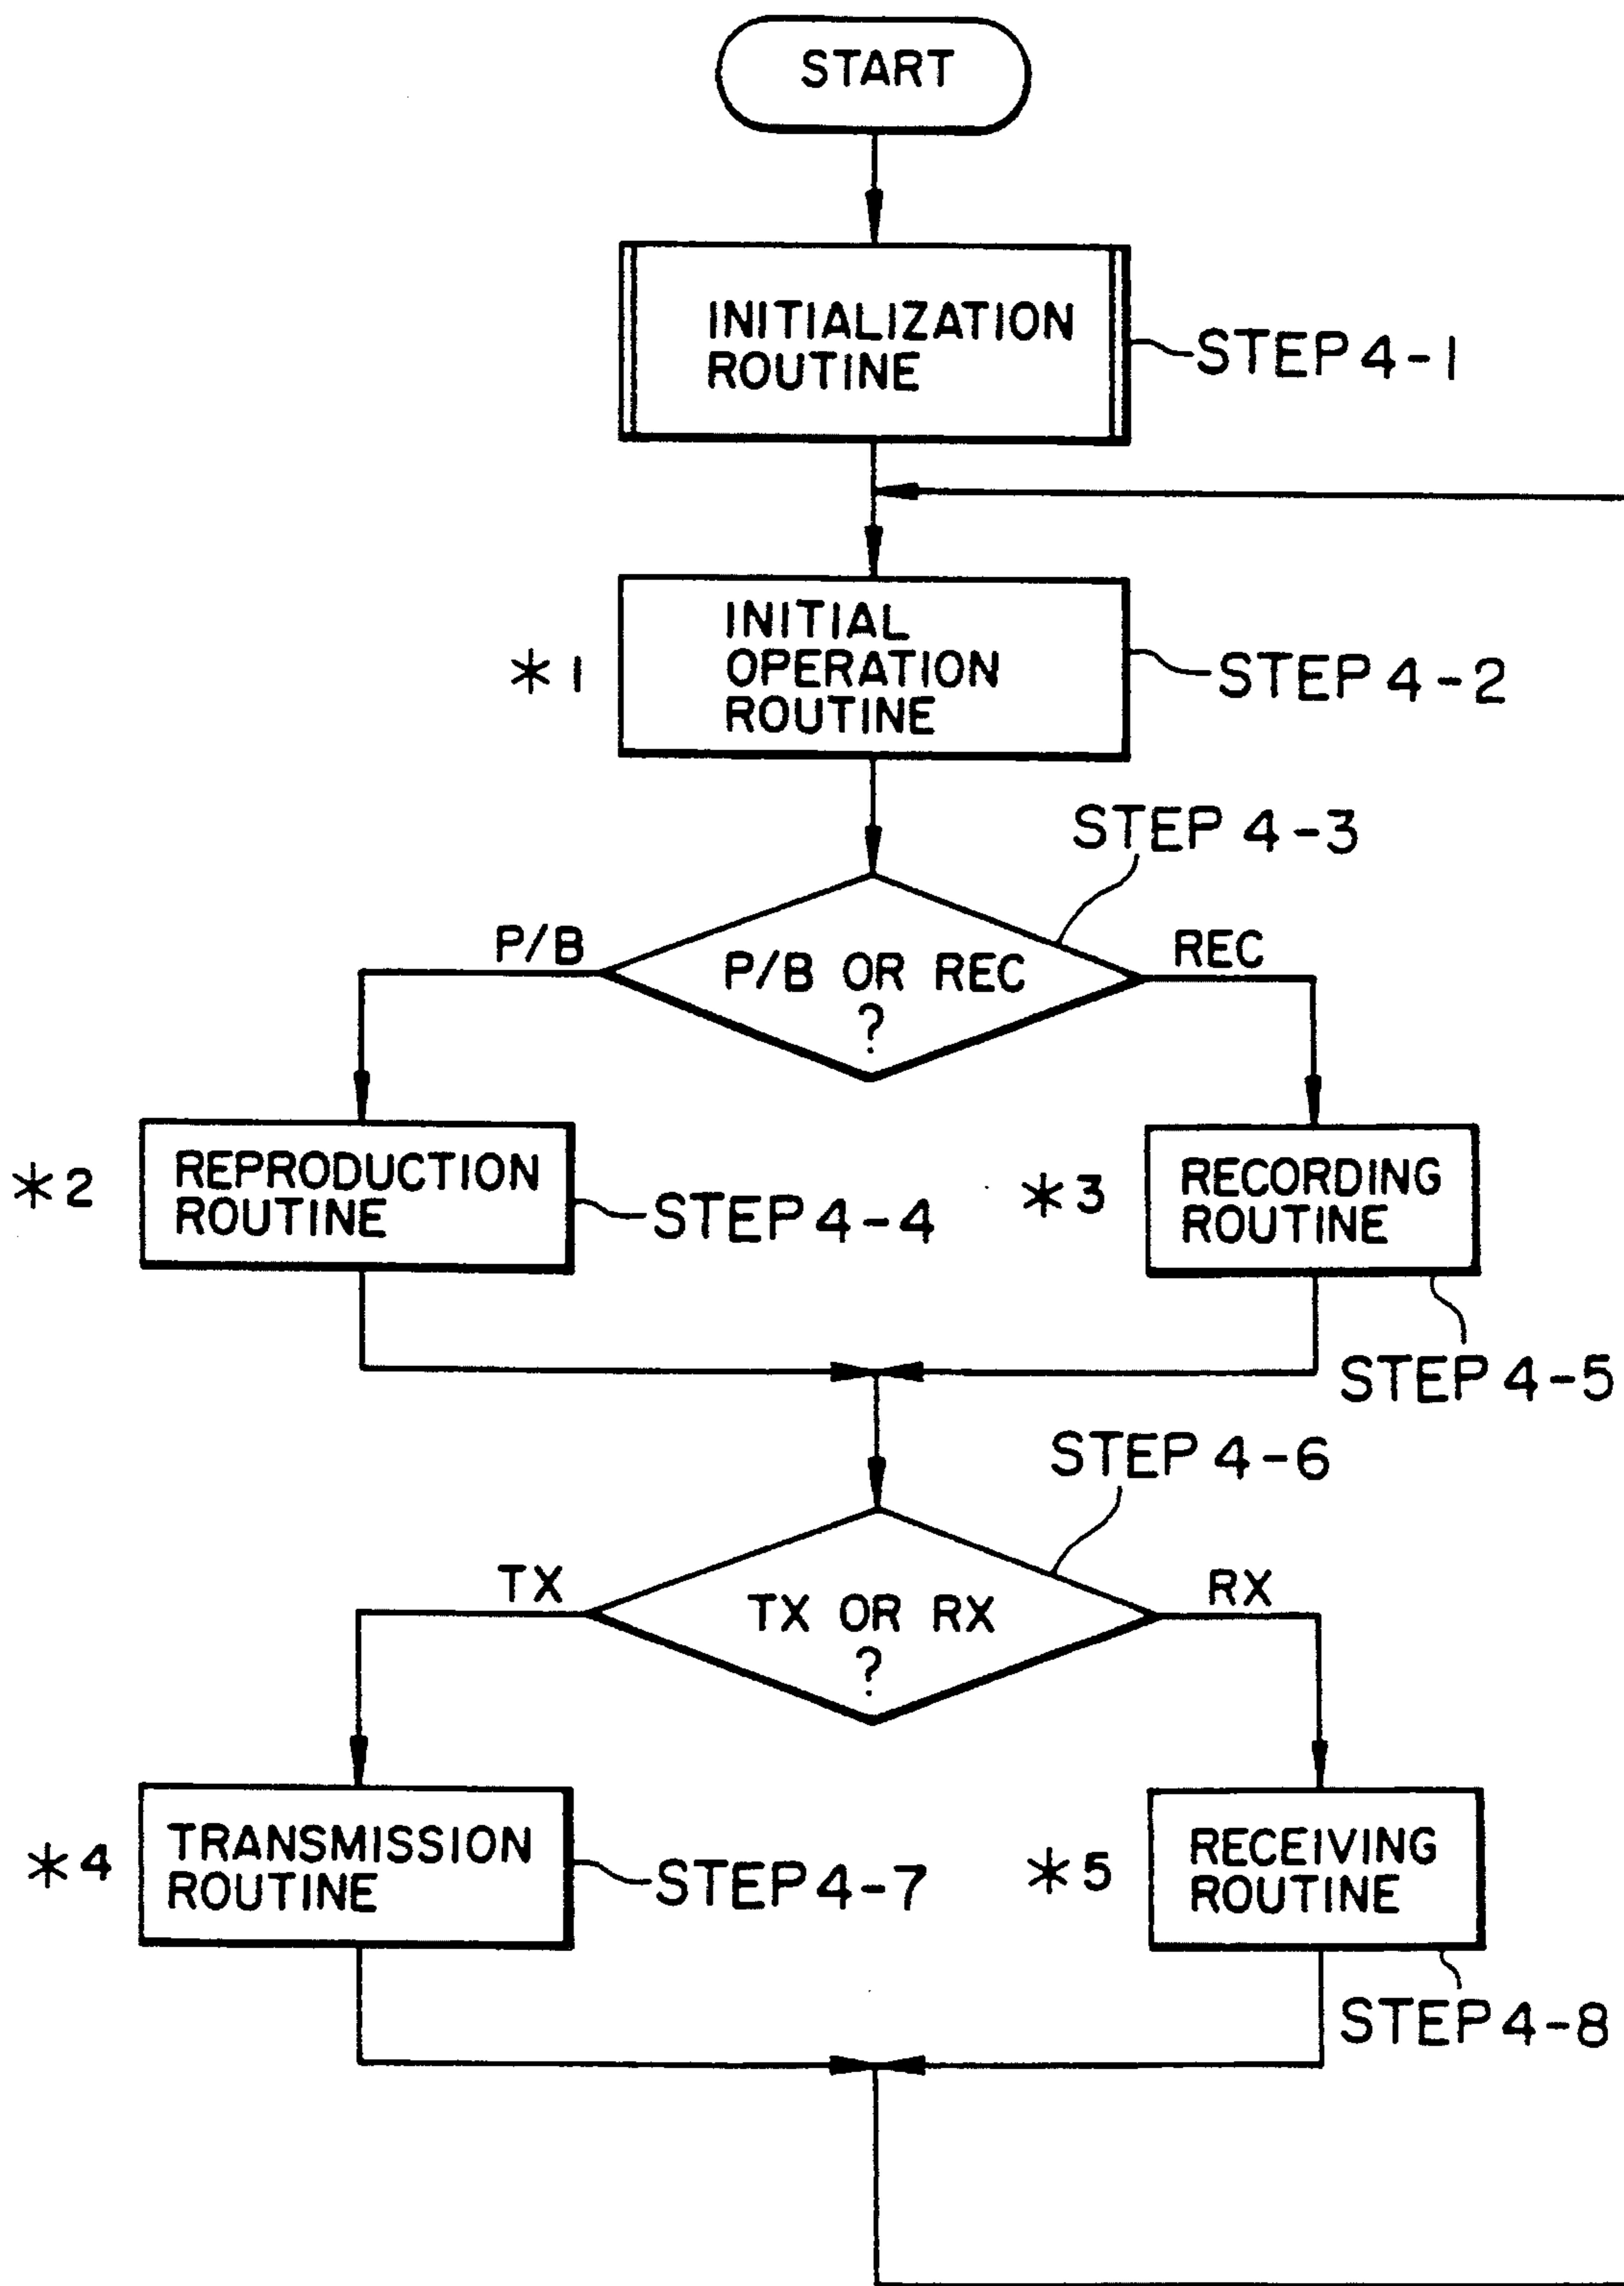 START
INITIALIZATION
ROUTINE
STEP 4-1
*1
INITIAL
OPERATION
ROUTINE
STEP 4-2
STEP 4-3
P/B
P/B OR REC
?
REC
*2
REPRODUCTION
ROUTINE
STEP 4-4
*3
RECORDING
ROUTINE
STEP 4-5
STEP 4-6
TX
TX OR RX
?
RX
*4
TRANSMISSION
ROUTINE
STEP 4-7
*5
RECEIVING
ROUTINE
STEP 4-8